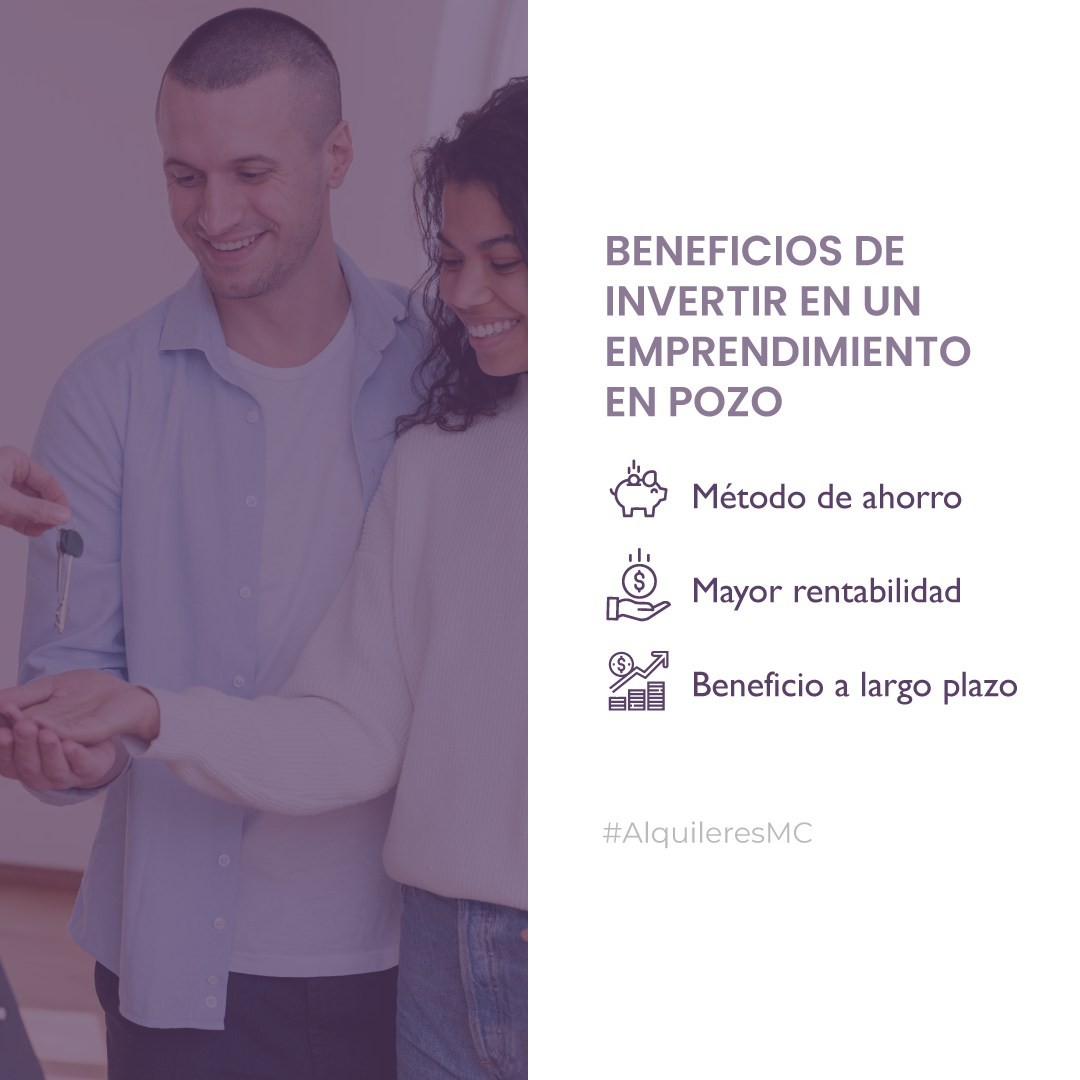 BENEFICIOS DE
INVERTIR EN UN
EMPRENDIMIENTO
EN POZO
Método de ahorro
Mayor rentabilidad
Beneficio a largo plazo
#AlquileresMC